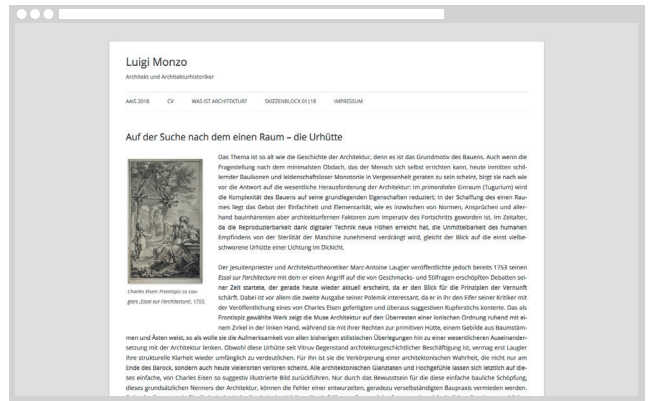 Luigi Monzo
Architekt und Architekturhistoriker
AAIS 2018 CV WAS IST ARCHITEKTUR? SKIZZENBLOCK 01|18 IMPRESSUM
Auf der Suche nach dem einen Raum – die Urhütte
Das Thema ist so alt wie die Geschichte der Architektur, denn es ist das Grundmotiv des Bauens. Auch wenn die
Fragestellung nach dem minimalsten Obdach, das der Mensch sich selbst errichten kann, heute inmitten schil-
lernder Bauikonen und leidenschaftsloser Monotonie in Vergessenheit geraten zu sein scheint, birgt sie nach wie
vor die Antwort auf die wesentliche Herausforderung der Architektur: Im primordialen Einraum (Tugurium) wird
die Komplexität des Bauens auf seine grundlegenden Eigenschaften reduziert; in der Schaffung des einen Rau-
mes liegt das Gebot der Einfachheit und Elementarität, wie es inzwischen von Normen, Ansprüchen und aller-
hand bauinhärenten aber architekturfernen Faktoren zum Imperativ des Fortschritts geworden ist. Im Zeitalter,
da die Reproduzierbarkeit dank digitaler Technik neue Höhen erreicht hat, die Unmittelbarkeit des humanen
Empfindens von der Sterilität der Maschine zunehmend verdrängt wird, gleicht der Blick auf die einst vielbe-
schworene Urhütte einer Lichtung im Dickicht.
Charles Eisens Frontispiz zu Lau-
giers ‚Essai sur l'architecture', 1755.
Der Jesuitenpriester und Architekturtheoretiker Marc-Antoine Laugier veröffentlichte jedoch bereits 1753 seinen
Essai sur l'architecture mit dem er einen Angriff auf die von Geschmacks- und Stilfragen erschöpften Debatten sei-
ner Zeit startete, der gerade heute wieder aktuell erscheint, da er den Blick für die Prinzipien der Vernunft
schärft. Dabei ist vor allem die zweite Ausgabe seiner Polemik interessant, da er in ihr den Eifer seiner Kritiker mit
der Veröffentlichung eines von Charles Eisen gefertigten und überaus suggestiven Kupferstichs konterte. Das als
Frontispiz gewählte Werk zeigt die Muse Architektur auf den Überresten einer ionischen Ordnung ruhend mit ei-
nem Zirkel in der linken Hand, während sie mit ihrer Rechten zur primitiven Hütte, einem Gebilde aus Baumstäm-
men und Ästen weist, so als wolle sie die Aufmerksamkeit von allen bisherigen stilistischen Überlegungen hin zu einer wesentlicheren Auseinander-
setzung mit der Architektur lenken. Obwohl diese Urhütte seit Vitruv Gegenstand architekturgeschichtlicher Beschäftigung ist, vermag erst Laugier
ihre strukturelle Klarheit wieder umfänglich zu verdeutlichen. Für ihn ist sie die Verkörperung einer architektonischen Wahrheit, die nicht nur am
Ende des Barock, sondern auch heute vielerorten verloren scheint. Alle architektonischen Glanztaten und Hochgefühle lassen sich letztlich auf die-
ses einfache, von Charles Eisen so suggestiv illustrierte Bild zurückführen. Nur durch das Bewusstsein für die diese einfache bauliche Schöpfung,
dieses grundsätzlichen Nenners der Architektur, können die Fehler einer entwurzelten, geradezu verselbständigten Baupraxis vermieden werden.